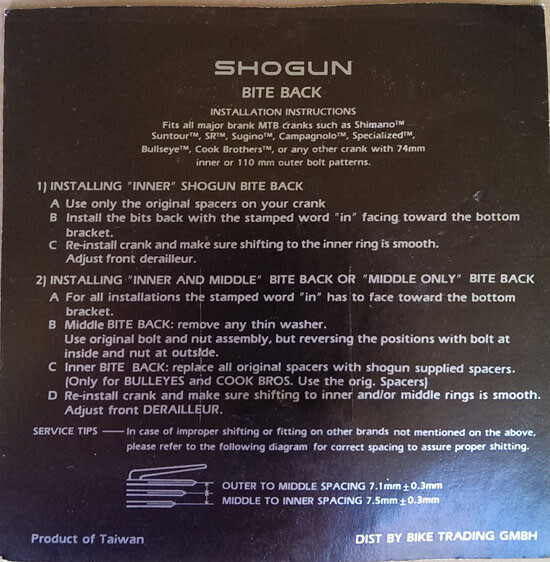 SHOGUN
BITE BACK
INSTALLATION INSTRUCTIONS
Fits all major brank MTB cranks such as Shimano™
Suntour™, SR™, Sugino™, Campagnolo™, Specialized™,
Bullseye™, Cook Brothers™, or any other crank with 74mm
inner or 110 mm outer bolt patterns.
1) INSTALLING "INNER" SHOGUN BITE BACK
A Use only the original spacers on your crank
B Install the bits back with the stamped word "in" facing toward the bottom
bracket.
C Re-install crank and make sure shifting to the inner ring is smooth.
Adjust front derailleur.
2) INSTALLING "INNER AND MIDDLE" BITE BACK OR "MIDDLE ONLY" BITE BACK
A For all installations the stamped word "in" has to face toward the bottom
bracket.
B Middle BITE BACK: remove any thin washer.
Use original bolt and nut assembly, but reversing the positions with bolt at
inside and nut at outside.
C Inner BITE BACK: replace all original spacers with shogun supplied spacers.
(Only for BULLEYES and COOK BROS. Use the orig. Spacers)
D Re-install crank and make sure shifting to inner and/or middle rings is smooth.
Adjust front DERAILLEUR.
SERVICE TIPS — In case of improper shifting or fitting on other brands not mentioned on the above,
please refer to the following diagram for correct spacing to assure proper shitting.
OUTER TO MIDDLE SPACING 7.1mm±0.3mm
MIDDLE TO INNER SPACING 7.5mm±0.3mm
Product of Taiwan
DIST BY BIKE TRADING GMBH